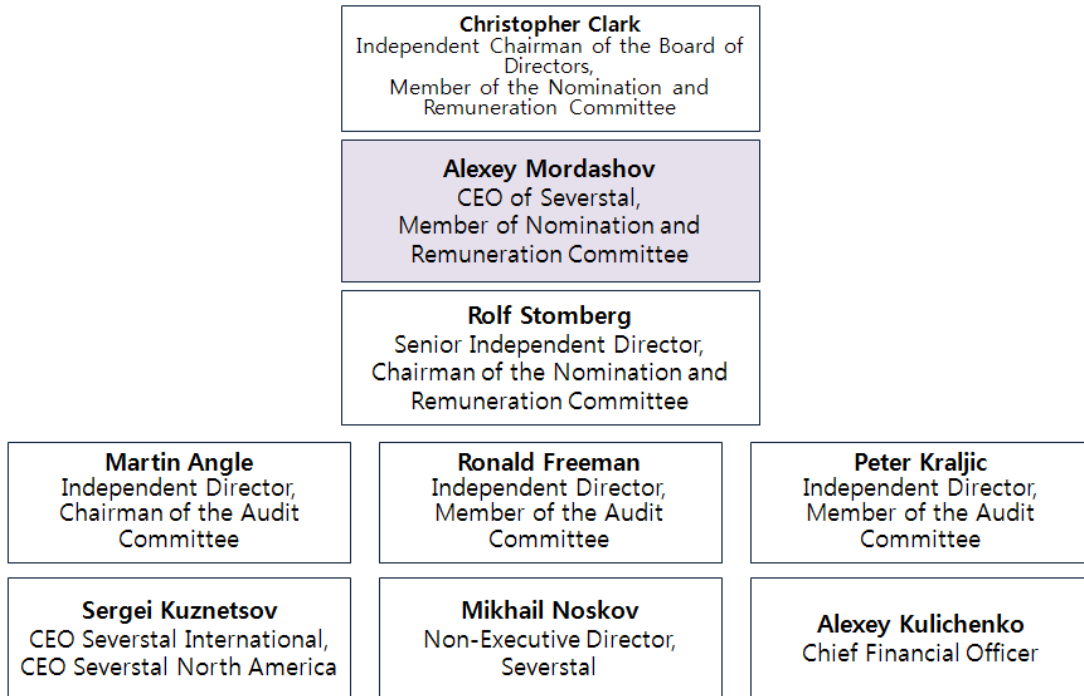 Christopher Clark
Independent Chairman of the Board of
Directors,
Member of the Nomination and
Remuneration Committee
Alexey Mordashov
CEO of Severstal,
Member of Nomination and
Remuneration Committee
Rolf Stomberg
Senior Independent Director,
Chairman of the Nomination and
Remuneration Committee
Martin Angle
Independent Director,
Chairman of the Audit
Committee
Ronald Freeman
Independent Director,
Member of the Audit
Committee
Peter Kraljic
Independent Director,
Member of the Audit
Committee
Sergei Kuznetsov
CEO Severstal International,
CEO Severstal North America
Mikhail Noskov
Non-Executive Director,
Severstal
Alexey Kulichenko
Chief Financial Officer